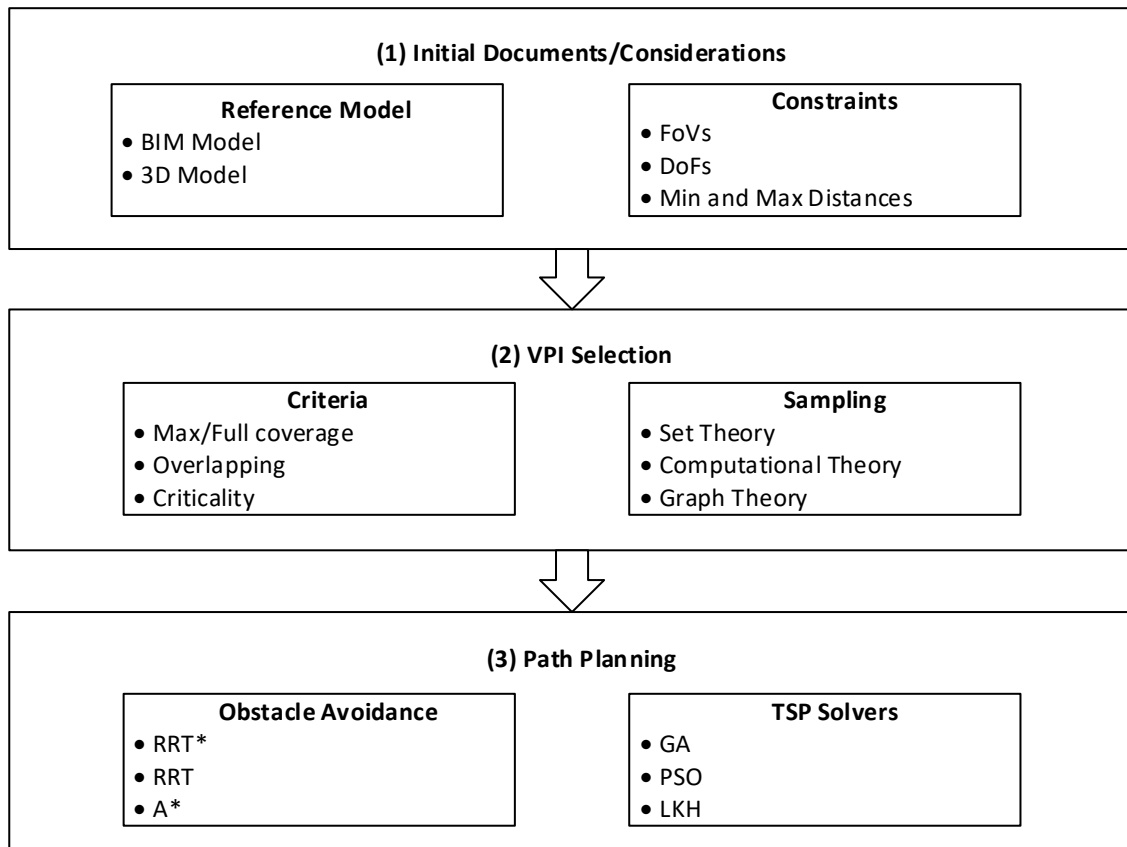 (1) Initial Documents/Considerations
Reference Model
• BIM Model
• 3D Model
Constraints
• FoVs
• DoFs
• Min and Max Distances
(2) VPI Selection
Criteria
• Max/Full coverage
• Overlapping
• Criticality
Sampling
• Set Theory
• Computational Theory
• Graph Theory
(3) Path Planning
Obstacle Avoidance
• RRT*
• RRT
• A*
TSP Solvers
• GA
• PSO
• LKH